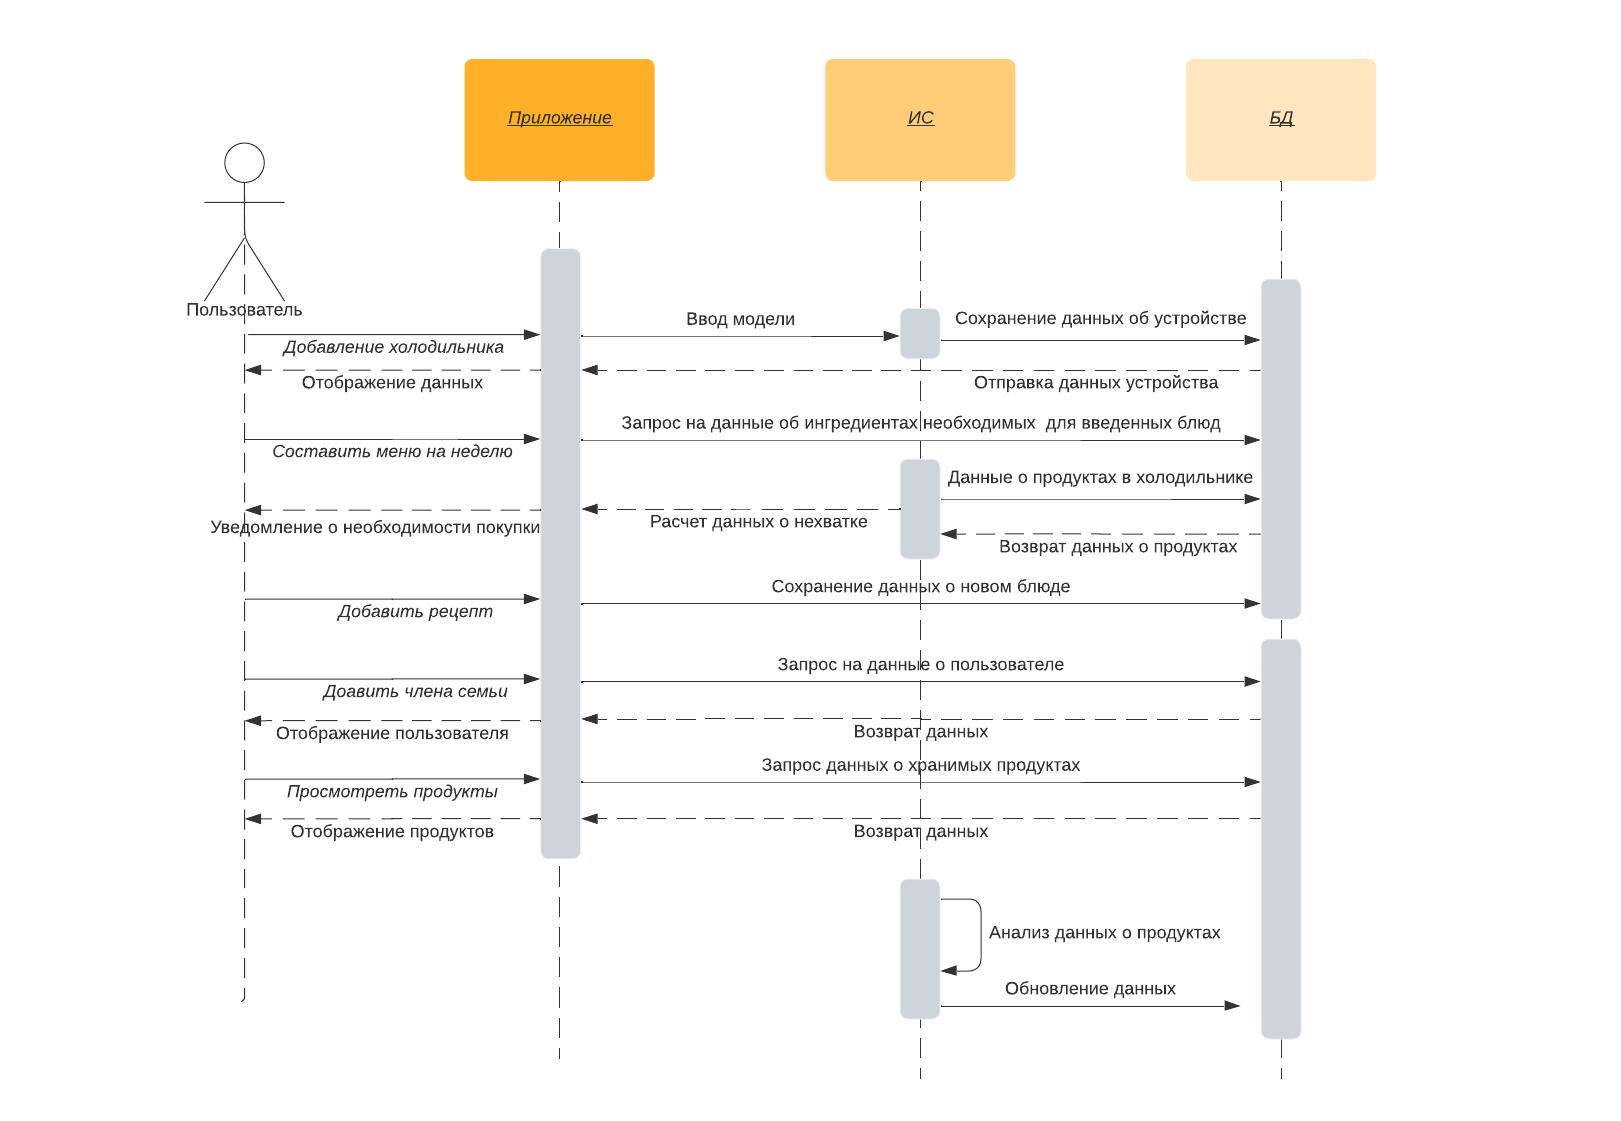 Приложение
ИС
БД
Пользователь
Ввод модели
Сохранение данных об устройстве
Добавление холодильника
Отображение данных
Отправка данных устройства
Запрос на данные об ингредиентах необходимых  для введенных блюд
Составить меню на неделю
Данные о продуктах в холодильнике
Уведомление о необходимости покупки
Расчет данных о нехватке
Возврат данных о продуктах
Сохранение данных о новом блюде
Добавить рецепт
Запрос на данные о пользователе
Доавить члена семьи
Отображение пользователя
Возврат данных
Запрос данных о хранимых продуктах
Просмотреть продукты
Отображение продуктов
Возврат данных
Анализ данных о продуктах
Обновление данных